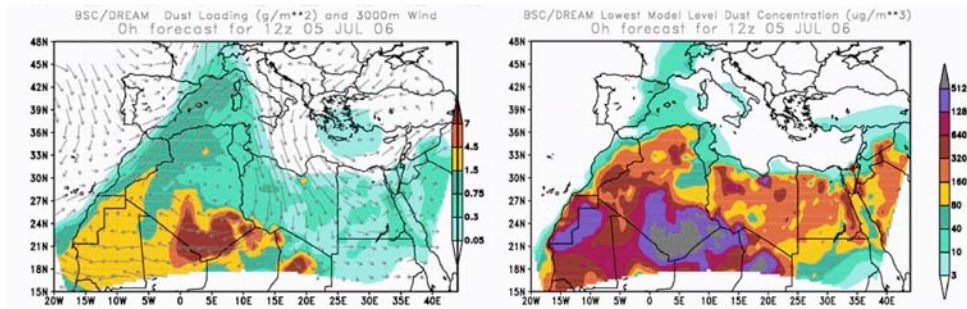 BSC/DREAM Dust Loading (g/m**2) and 3000m Wind
0h forecast for 12z 05 JUL 06
48N
45N
42N
39N
36N
33N
30N
27N
24N
21N
18N
15N
20W 15W 10W 5W 0 5E 10E 15E 20E 25E 30E 35E 40E
7
4.5
1.5
0.75
0.3
0.05
BSC/DREAM Lowest Model Level Dust Concentration (ug/m**3)
0h forecast for 12z 05 JUL 06
48N
45N
42N
39N
36N
33N
30N
27N
24N
21N
18N
15N
20W 15W 10W 5W 0 5E 10E 15E 20E 25E 30E 35E 40E
512
128
640
320
160
80
40
10
3